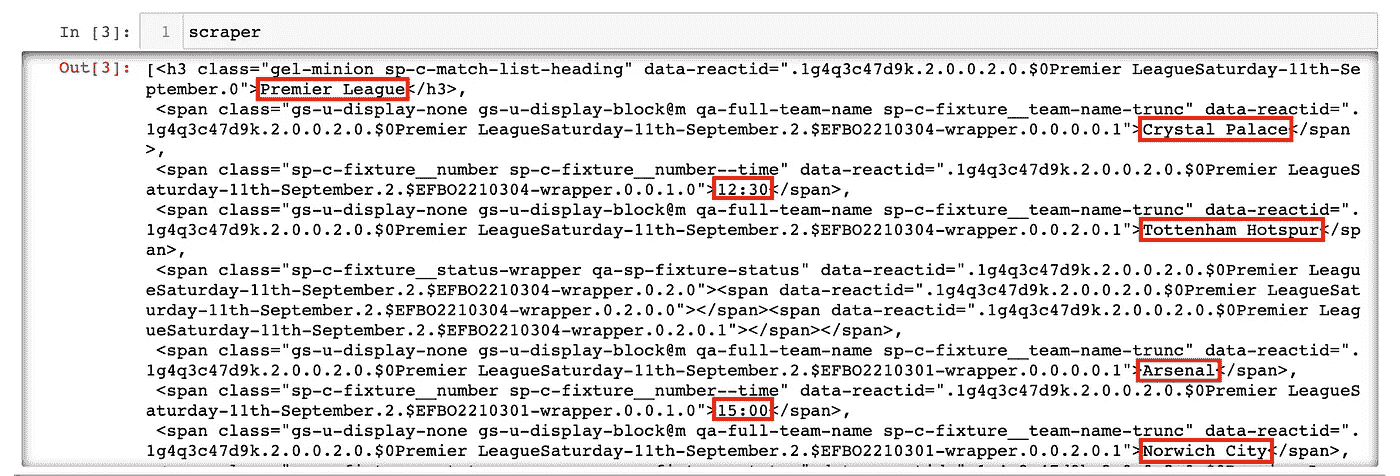 In [3]: 1 scraper
Out[3]: [<h3 class="gel-minion sp-c-match-list-heading" data-reactid=".1g4q3c47d9k.2.0.0.2.0.$0Premier LeagueSaturday-11th-Se
ptember.0">Premier League</h3>,
<span class="gs-u-display-none gs-u-display-block@m qa-full-team-name sp-c-fixture__team-name-trunc" data-reactid=".
1g4q3c47d9k.2.0.0.2.0.$0Premier LeagueSaturday-11th-September.2.$EFBO2210304-wrapper.0.0.0.0.1">Crystal Palace</span
>,
<span class="sp-c-fixture__number sp-c-fixture__number--time" data-reactid=".1g4q3c47d9k.2.0.0.2.0.$0Premier LeagueS
aturday-11th-September.2.$EFBO2210304-wrapper.0.0.1.0">12:30</span>,
<span class="gs-u-display-none gs-u-display-block@m qa-full-team-name sp-c-fixture__team-name-trunc" data-reactid=".
1g4q3c47d9k.2.0.0.2.0.$0Premier LeagueSaturday-11th-September.2.$EFBO2210304-wrapper.0.0.2.0.1">Tottenham Hotspur</sp
an>,
<span class="sp-c-fixture__status-wrapper qa-sp-fixture-status" data-reactid=".1g4q3c47d9k.2.0.0.2.0.$0Premier Leagu
eSaturday-11th-September.2.$EFBO2210304-wrapper.0.2.0"><span data-reactid=".1g4q3c47d9k.2.0.0.2.0.$0Premier LeagueSat
urday-11th-September.2.$EFBO2210304-wrapper.0.2.0.0"></span><span data-reactid=".1g4q3c47d9k.2.0.0.2.0.$0Premier Leag
ueSaturday-11th-September.2.$EFBO2210304-wrapper.0.2.0.1"></span></span>,
<span class="gs-u-display-none gs-u-display-block@m qa-full-team-name sp-c-fixture__team-name-trunc" data-reactid=".
1g4q3c47d9k.2.0.0.2.0.$0Premier LeagueSaturday-11th-September.2.$EFBO2210301-wrapper.0.0.0.0.1">Arsenal</span>,
<span class="sp-c-fixture__number sp-c-fixture__number--time" data-reactid=".1g4q3c47d9k.2.0.0.2.0.$0Premier LeagueS
aturday-11th-September.2.$EFBO2210301-wrapper.0.0.1.0">15:00</span>,
<span class="gs-u-display-none gs-u-display-block@m qa-full-team-name sp-c-fixture__team-name-trunc" data-reactid=".
1g4q3c47d9k.2.0.0.2.0.$0Premier LeagueSaturday-11th-September.2.$EFBO2210301-wrapper.0.0.2.0.1">Norwich City</span>,